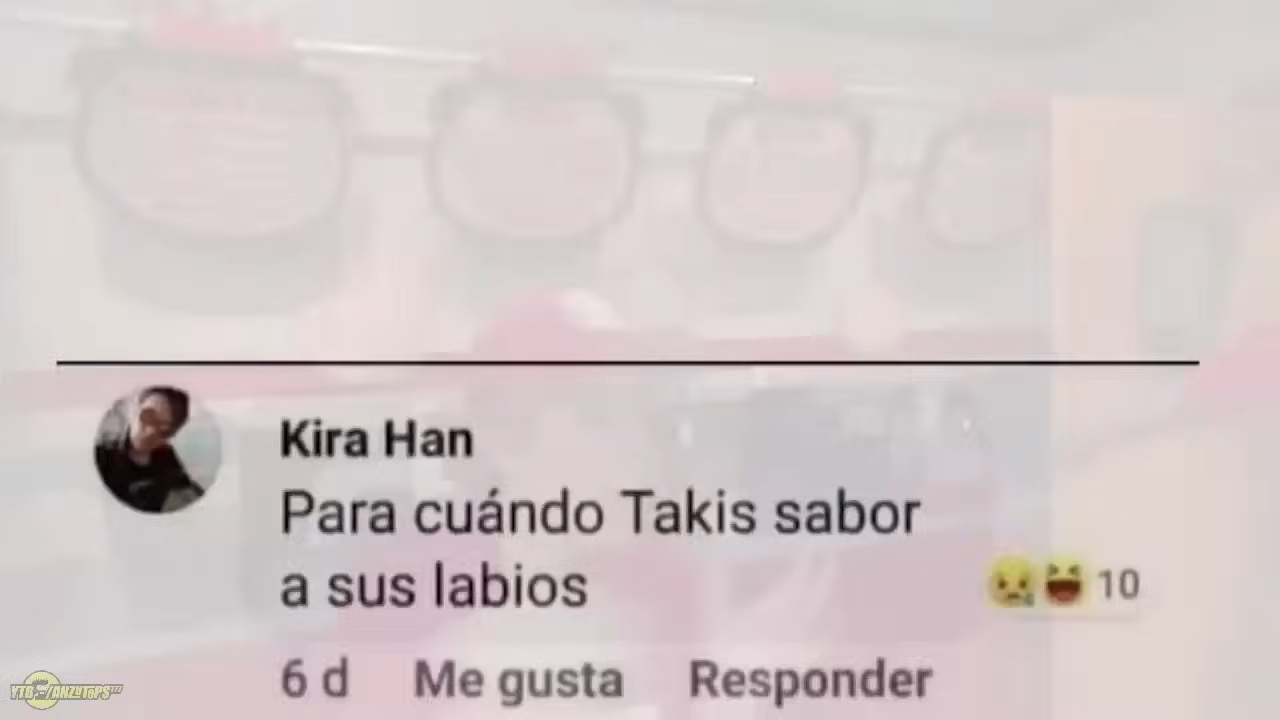 Kira Han
Para cuándo Takis sabor
a sus labios
10
6 d Me gusta Responder